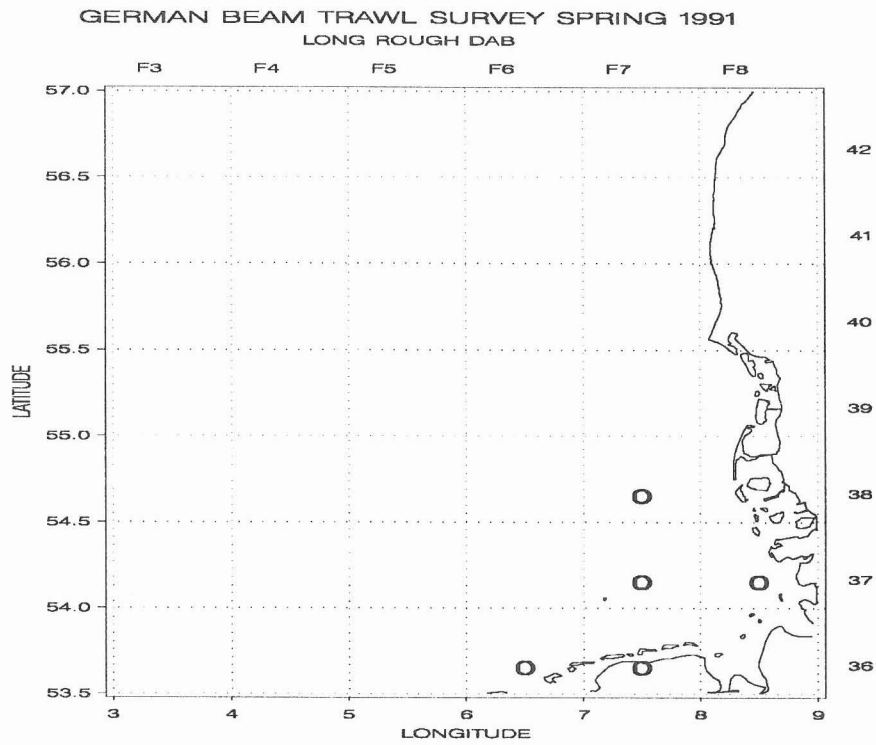 GERMAN BEAM TRAWL SURVEY SPRING 1991
LONG ROUGH DAB
F3 F4 F5 F6 F7 F8
57.0
42
56.5
41
56.0
40
55.5
39
55.0
38
54.5
37
54.0
36
53.5
LATITUDE
O
O O
O O
3 4 5 6 7 8 9
LONGITUDE